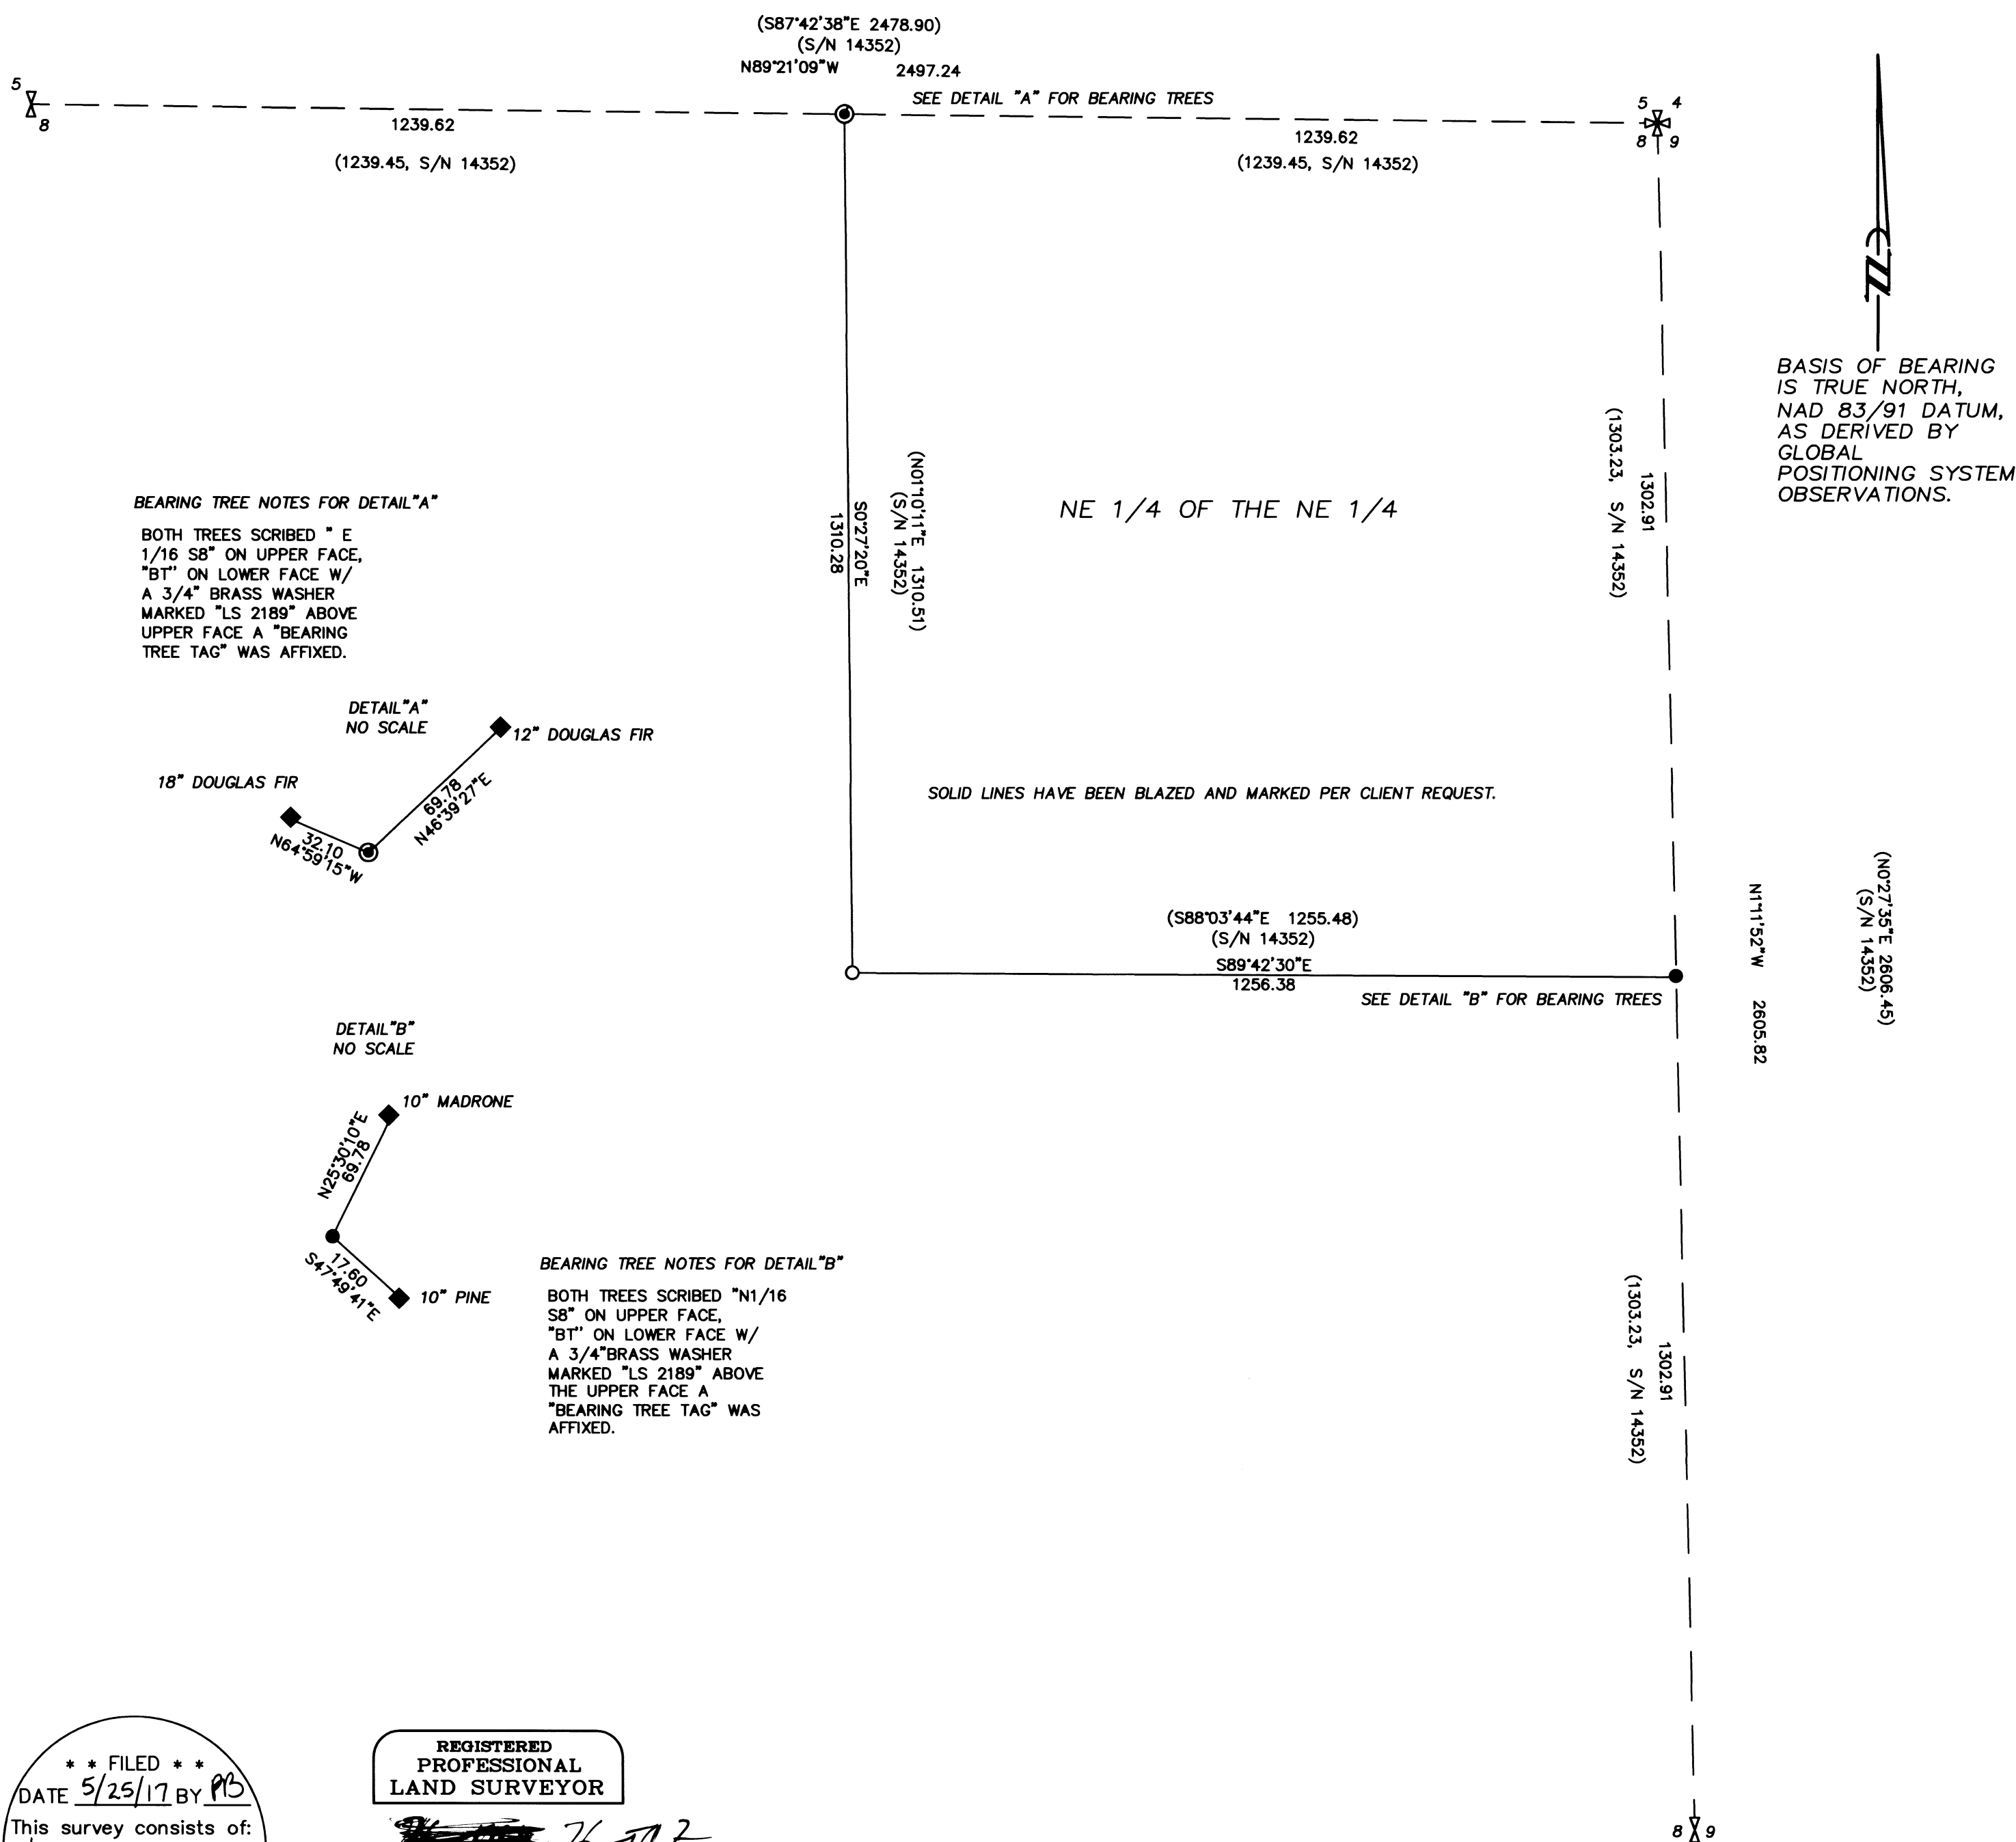 (S87°42'38"E 2478.90)
(S/N 14352)
N89°21'09"W 2497.24
SEE DETAIL "A" FOR BEARING TREES
5
8
1239.62
(1239.45, S/N 14352)
1239.62
(1239.45, S/N 14352)
5 4
8 9
BASIS OF BEARING
IS TRUE NORTH,
NAD 83/91 DATUM,
AS DERIVED BY
GLOBAL
POSITIONING SYSTEM
OBSERVATIONS.
(N01°10'11"E 1310.51)
(S/N 14352)
S0°27'20"E
1310.28
NE 1/4 OF THE NE 1/4
1302.91
(1303.23, S/N 14352)
BEARING TREE NOTES FOR DETAIL"A"
BOTH TREES SCRIBED " E
1/16 S8" ON UPPER FACE,
"BT" ON LOWER FACE W/
A 3/4" BRASS WASHER
MARKED "LS 2189" ABOVE
UPPER FACE A "BEARING
TREE TAG" WAS AFFIXED.
DETAIL"A"
NO SCALE
12" DOUGLAS FIR
18" DOUGLAS FIR
69.78
N46°39'27"E
32.10
N64°59'15"W
SOLID LINES HAVE BEEN BLAZED AND MARKED PER CLIENT REQUEST.
(S88°03'44"E 1255.48)
(S/N 14352)
S89°42'30"E
1256.38
SEE DETAIL "B" FOR BEARING TREES
N1°11'52"W 2605.82
(N0°27'35"E 2606.45)
(S/N 14352)
DETAIL"B"
NO SCALE
10" MADRONE
N25°30'10"E
69.78
17.60
S47°49'41"E
10" PINE
BEARING TREE NOTES FOR DETAIL"B"
BOTH TREES SCRIBED "N1/16
S8" ON UPPER FACE,
"BT" ON LOWER FACE W/
A 3/4"BRASS WASHER
MARKED "LS 2189" ABOVE
THE UPPER FACE A
"BEARING TREE TAG" WAS
AFFIXED.
1302.91
(1303.23, S/N 14352)
* * FILED * *
DATE 5/25/17 BY PB
This survey consists of:
REGISTERED
PROFESSIONAL
LAND SURVEYOR
8 9